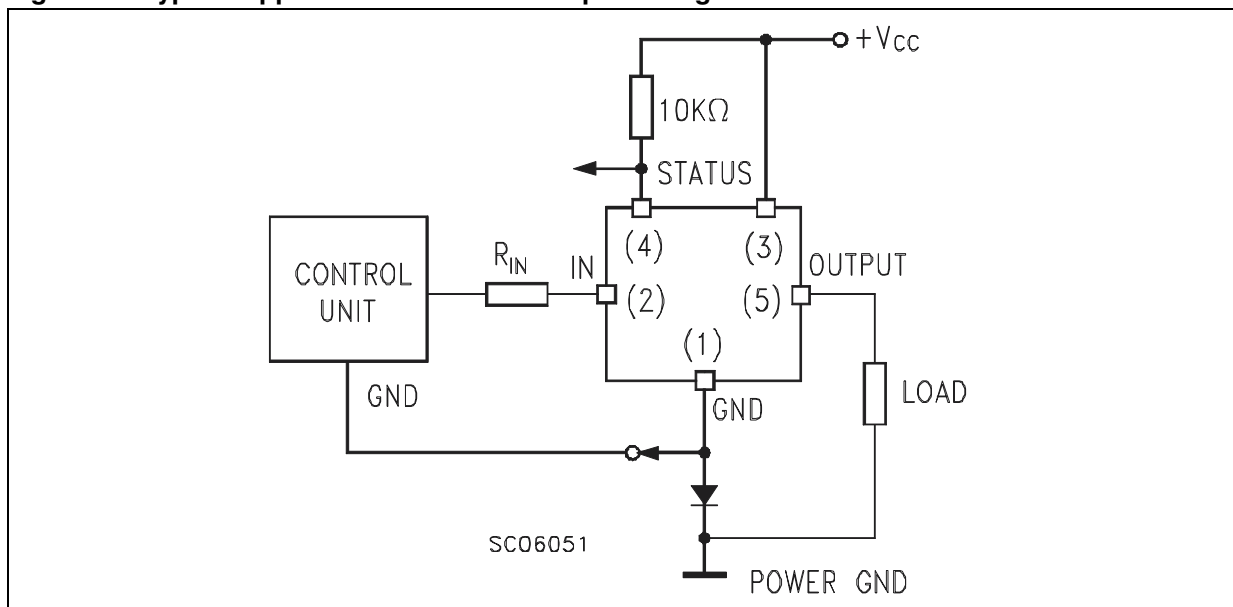 +VCC
10KΩ
STATUS
(4)
(3)
OUTPUT
RIN
IN
CONTROL
UNIT
(2)
(5)
(1)
GND
GND
LOAD
SC06051
POWER GND